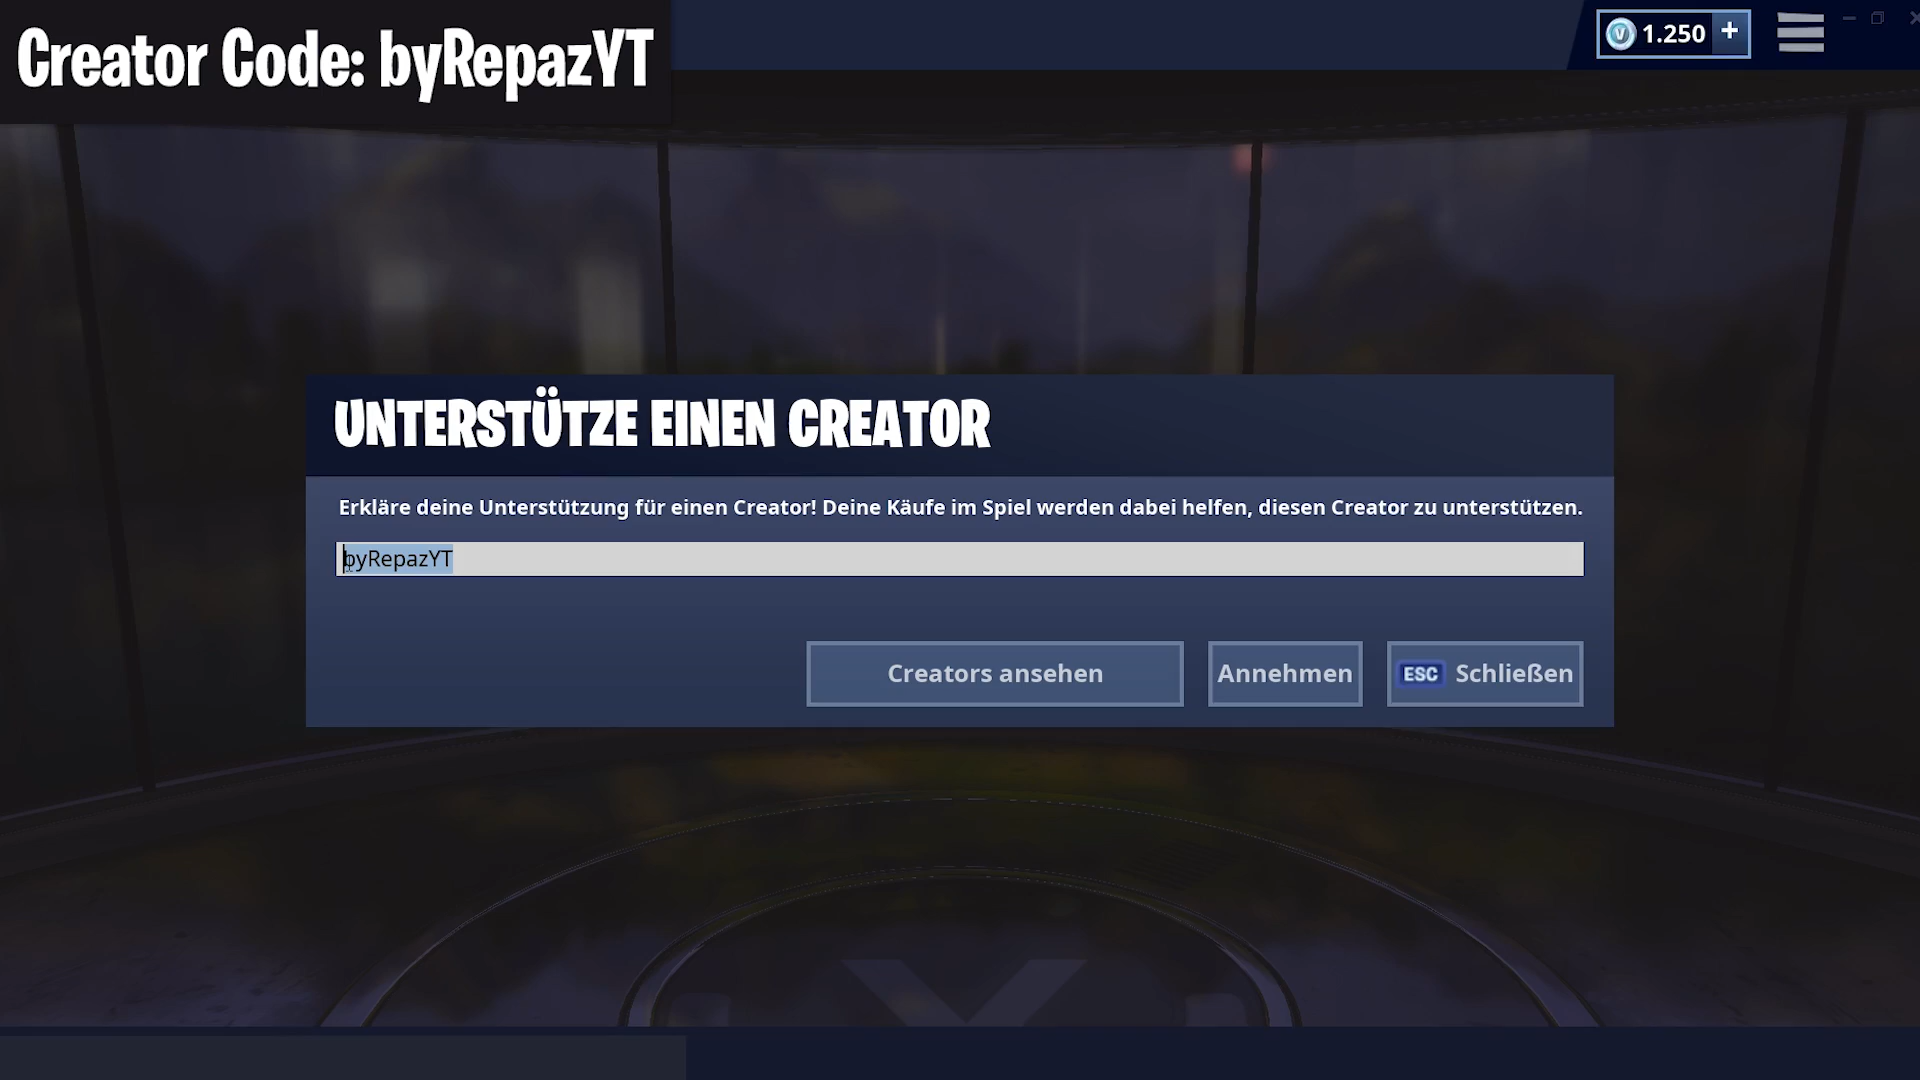 Creator Code: byRepazYT
V 1.250 +
UNTERSTÜTZE EINEN CREATOR
Erkläre deine Unterstützung für einen Creator! Deine Käufe im Spiel werden dabei helfen, diesen Creator zu unterstützen.
byRepazYT
Creators ansehen Annehmen ESC Schließen